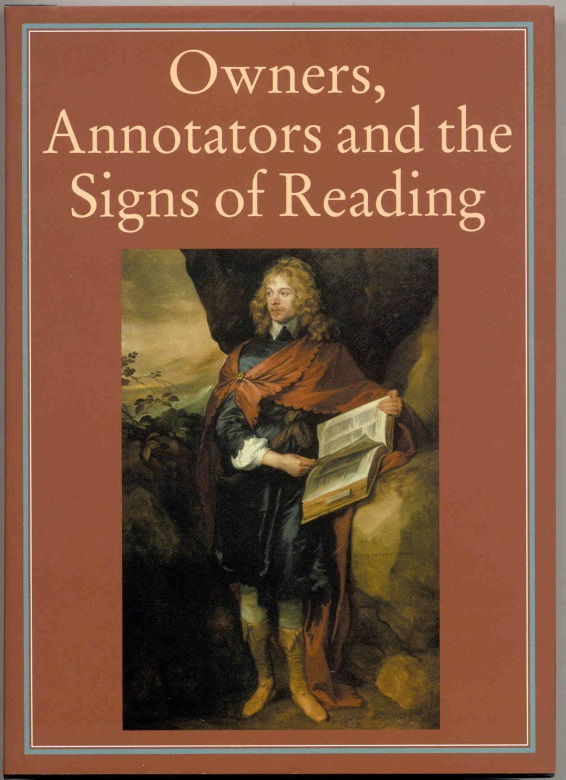 Owners,
Annotators and the
Signs of Reading